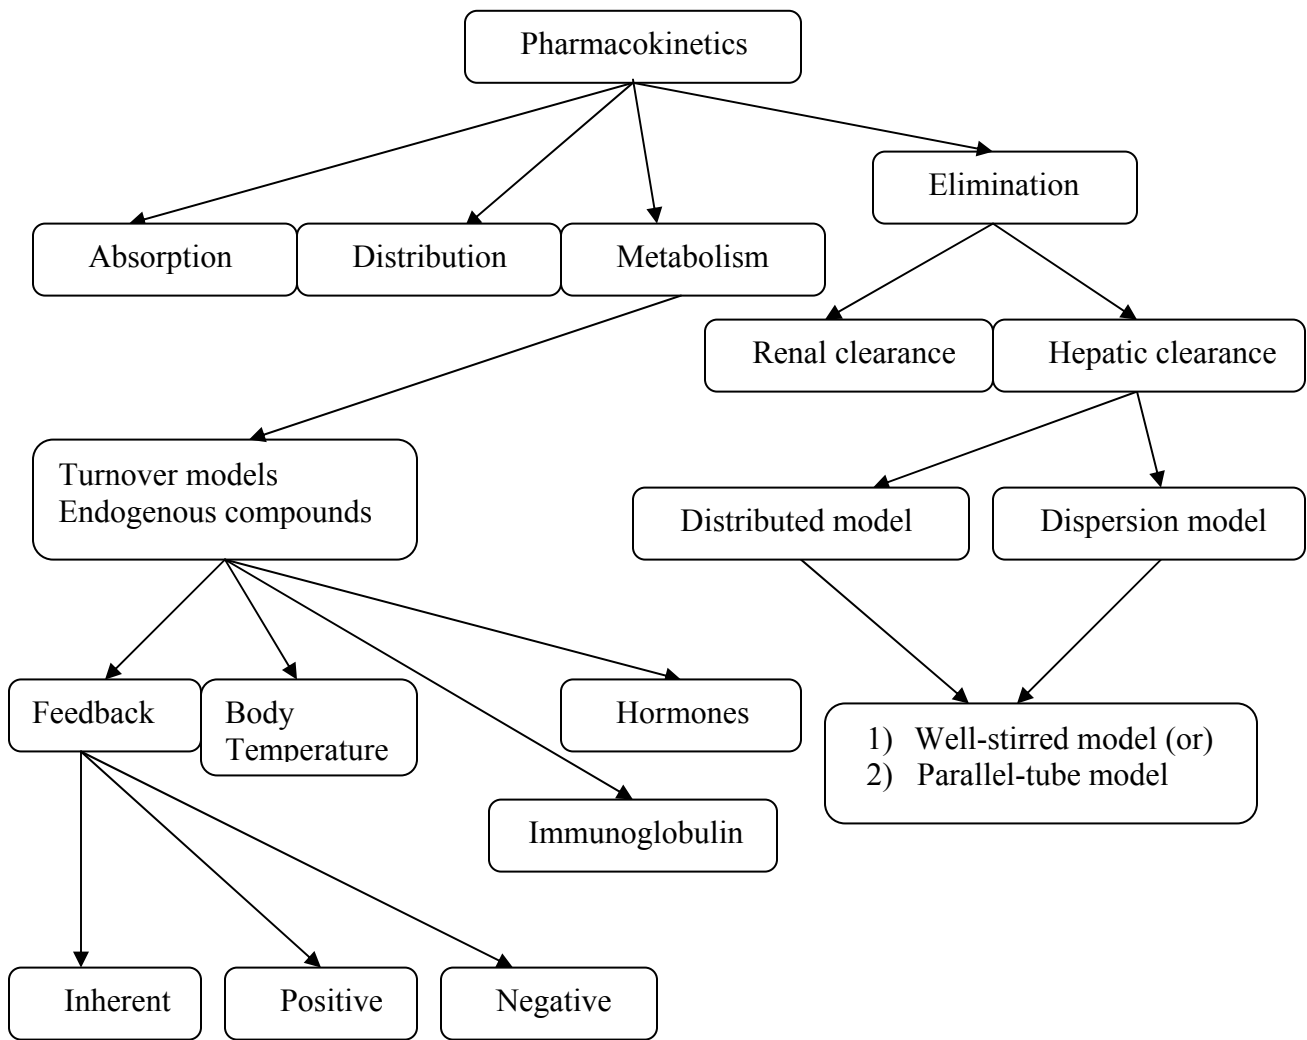 Pharmacokinetics
Elimination
Absorption
Distribution
Metabolism
Renal clearance
Hepatic clearance
Turnover models
Endogenous compounds
Distributed model
Dispersion model
Feedback
Body
Temperature
Hormones
1) Well-stirred model (or)
2) Parallel-tube model
Immunoglobulin
Inherent
Positive
Negative